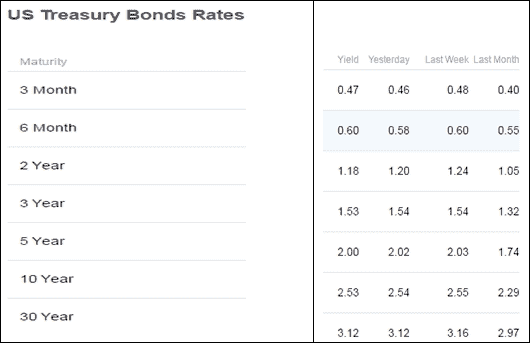 US Treasury Bonds Rates
Maturity Yield Yesterday Last Week Last Month
3 Month 0.47 0.46 0.48 0.40
6 Month 0.60 0.58 0.60 0.55
2 Year 1.18 1.20 1.24 1.05
3 Year 1.53 1.54 1.54 1.32
5 Year 2.00 2.02 2.03 1.74
10 Year 2.53 2.54 2.55 2.29
30 Year 3.12 3.12 3.16 2.97